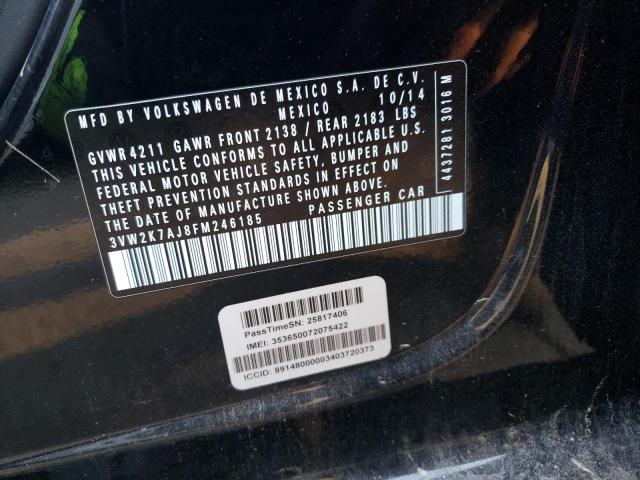 MFD BY VOLKSWAGEN DE MEXICO S.A. DE C.V.
MEXICO 10/14
GVWR 4211 GAWR FRONT 2138 / REAR 2183 LBS
THIS VEHICLE CONFORMS TO ALL APPLICABLE U.S.
FEDERAL MOTOR VEHICLE SAFETY, BUMPER AND
THEFT PREVENTION STANDARDS IN EFFECT ON
THE DATE OF MANUFACTURE SHOWN ABOVE.
3VW2K7AJ8FM246185 PASSENGER CAR
4437281 3016 M
PassTimeSN: 25817406
IMEI: 353650072075422
ICCID: 89148000003403720373